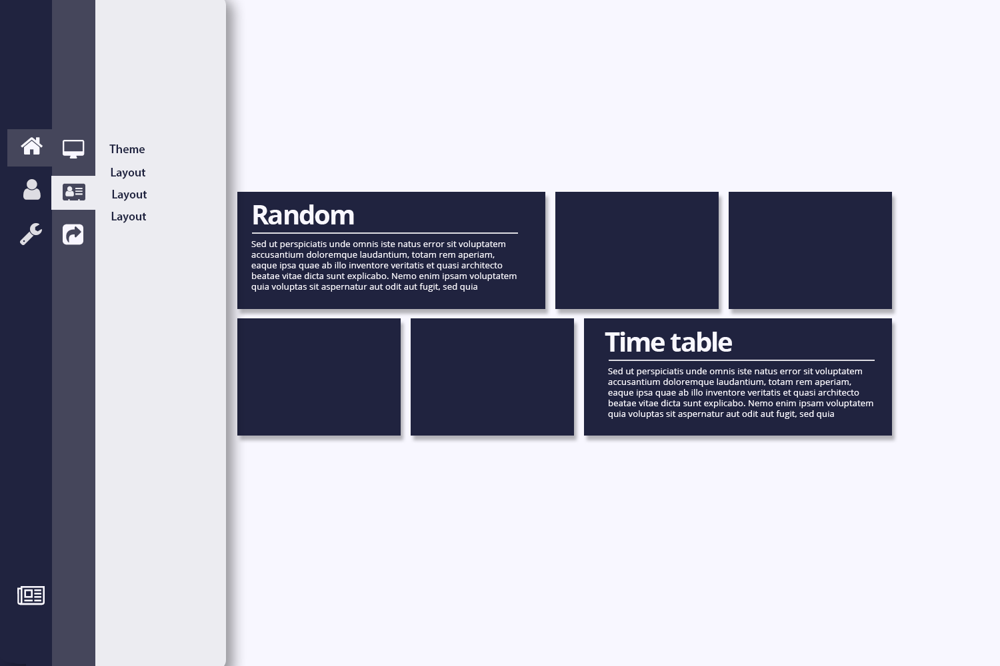 Theme
Layout
Layout
Layout
Random
Sed ut perspiciatis unde omnis iste natus error sit voluptatem
accusantium doloremque laudantium, totam rem aperiam,
eaque ipsa quae ab illo inventore veritatis et quasi architecto
beatae vitae dicta sunt explicabo. Nemo enim ipsam voluptatem
quia voluptas sit aspernatur aut odit aut fugit, sed quia
Time table
Sed ut perspiciatis unde omnis iste natus error sit voluptatem
accusantium doloremque laudantium, totam rem aperiam,
eaque ipsa quae ab illo inventore veritatis et quasi architecto
beatae vitae dicta sunt explicabo. Nemo enim ipsam voluptatem
quia voluptas sit aspernatur aut odit aut fugit, sed quia